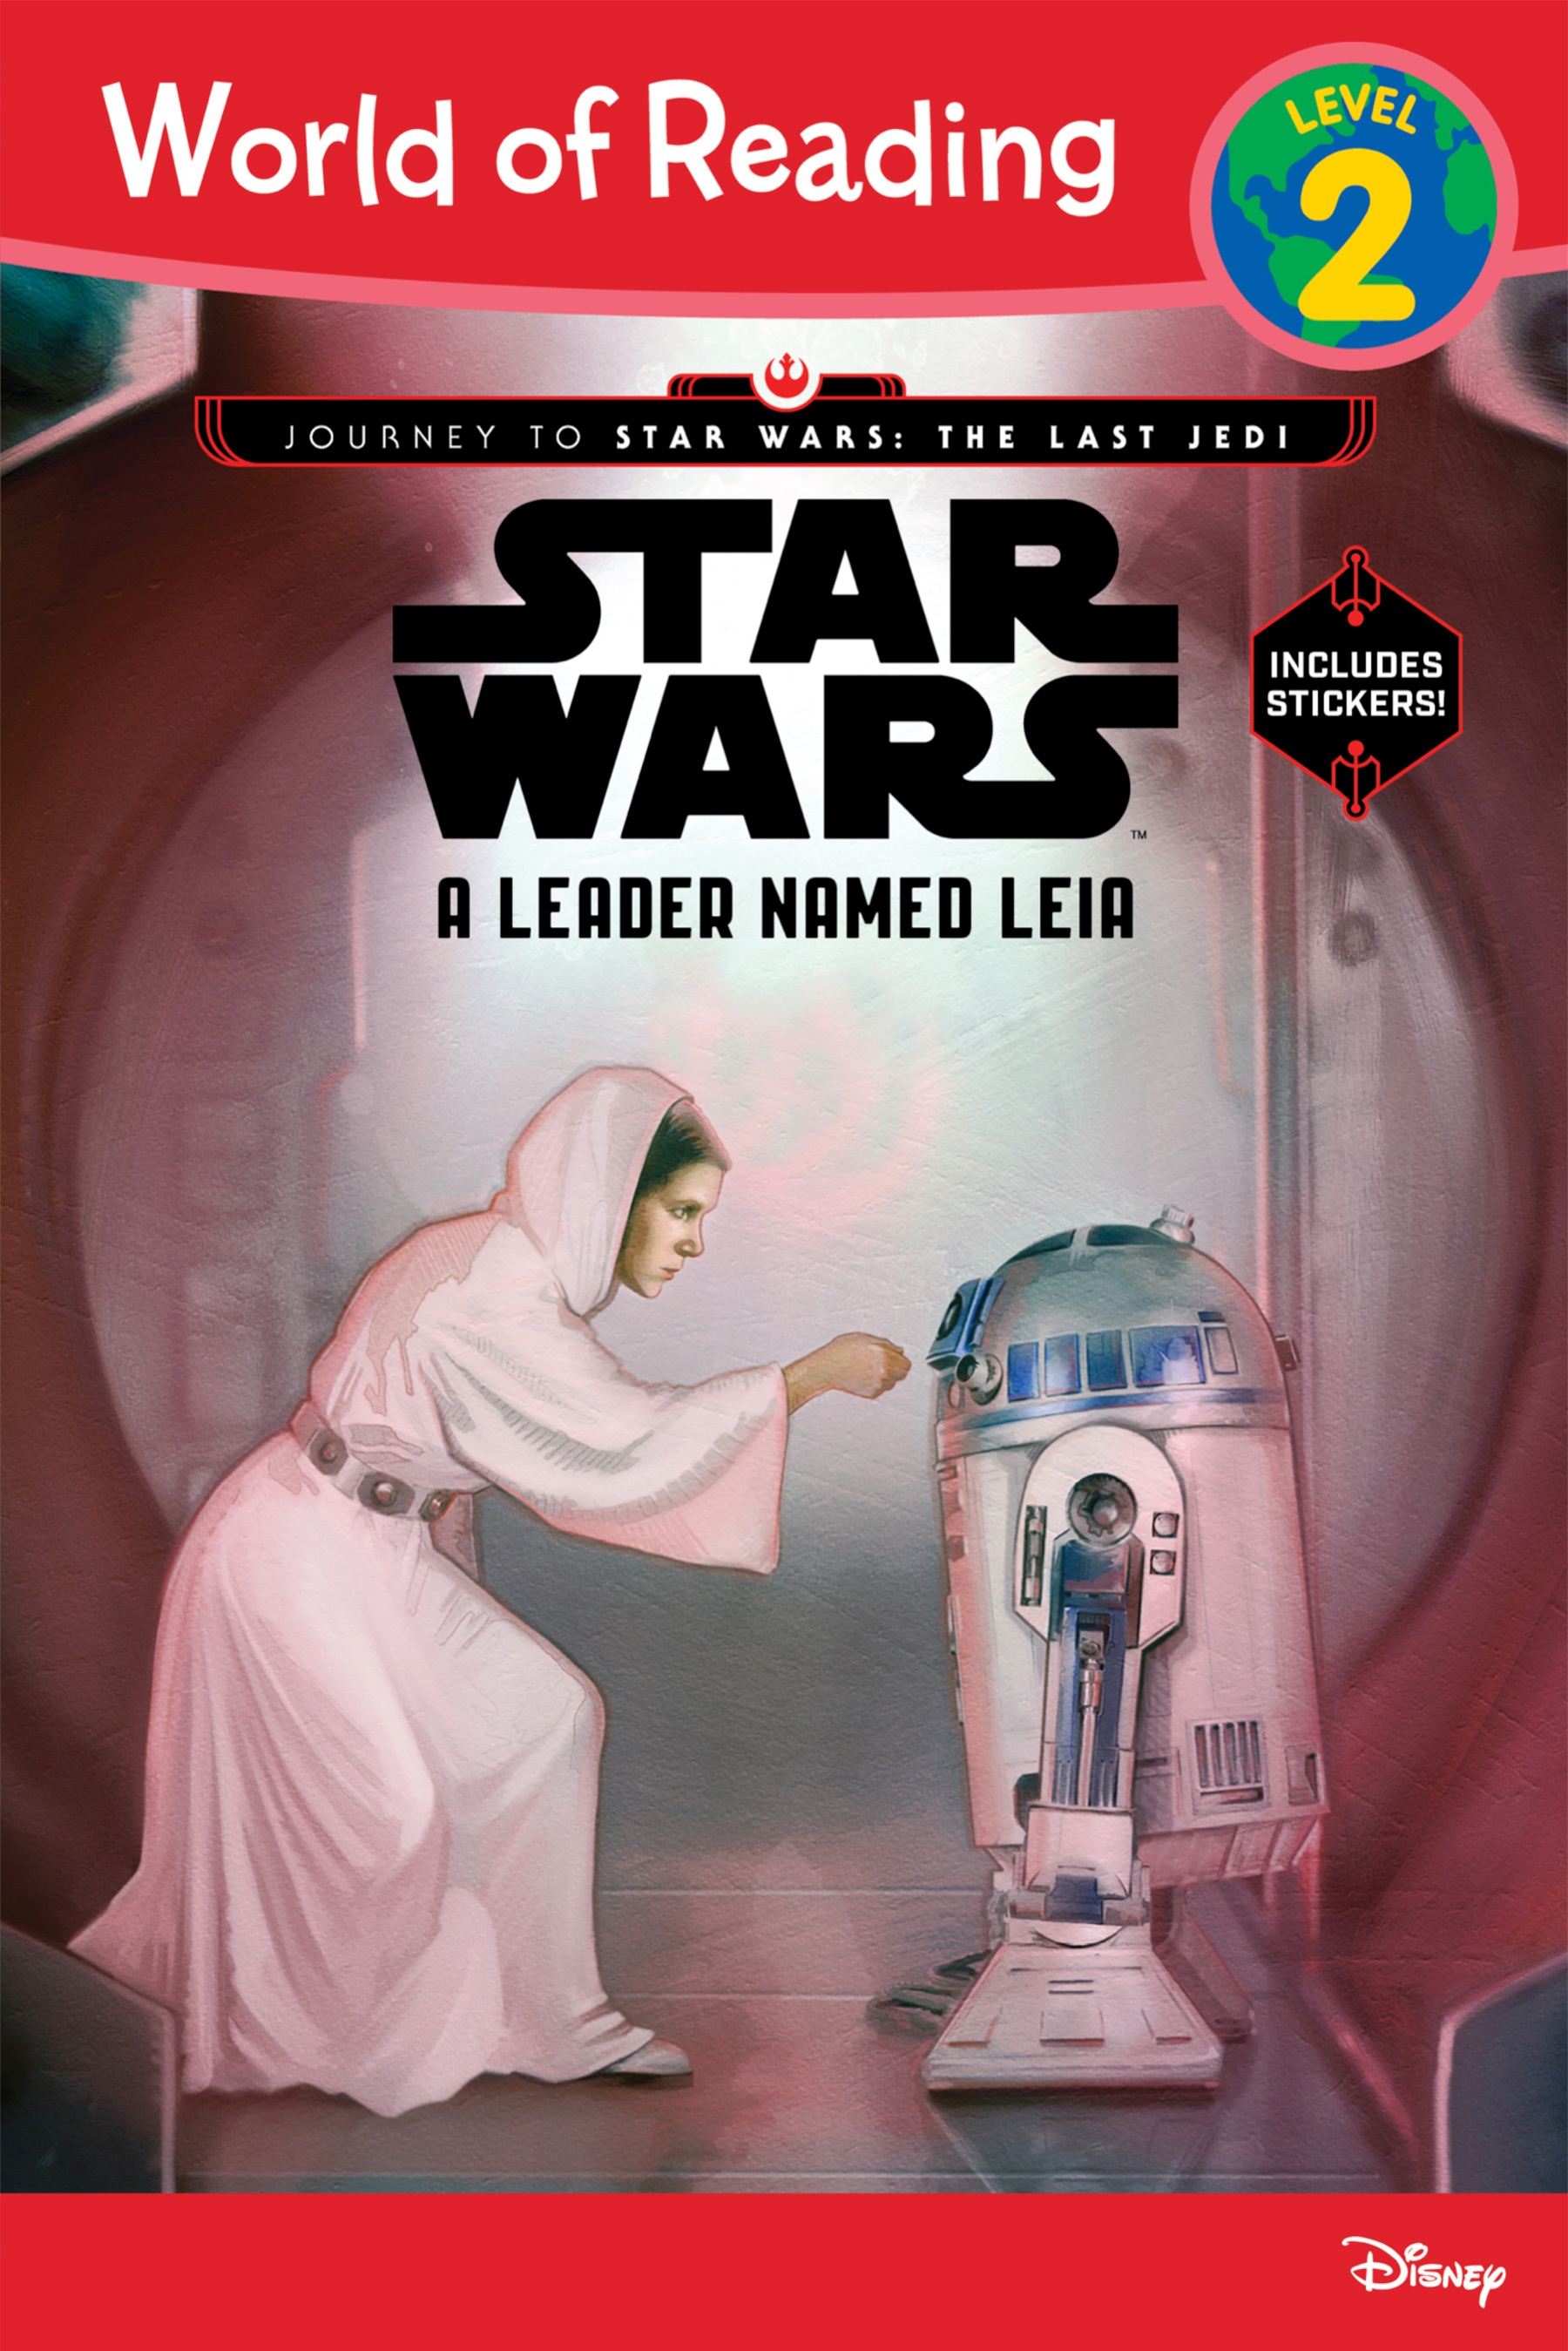 World of Reading
LEVEL
2
JOURNEY TO STAR WARS: THE LAST JEDI
STAR
WARS™
A LEADER NAMED LEIA
INCLUDES
STICKERS!
Disney